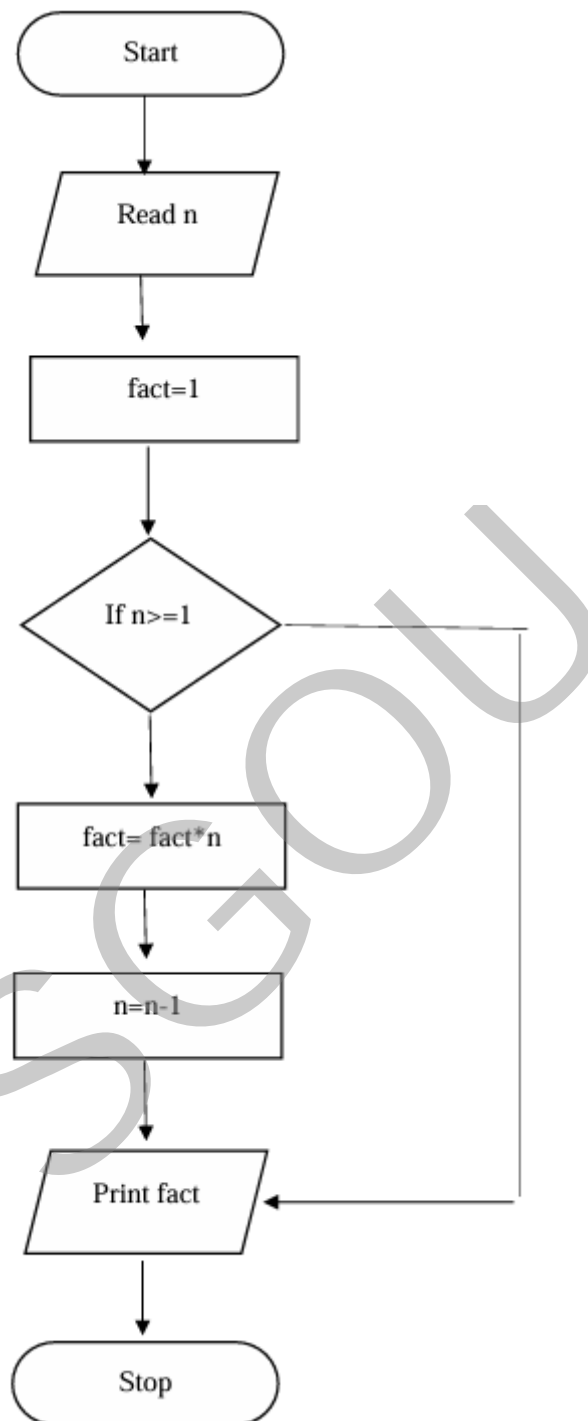 Start
Read n
fact=1
If n>=1
fact= fact*n
n=n-1
Print fact
Stop
SGOU